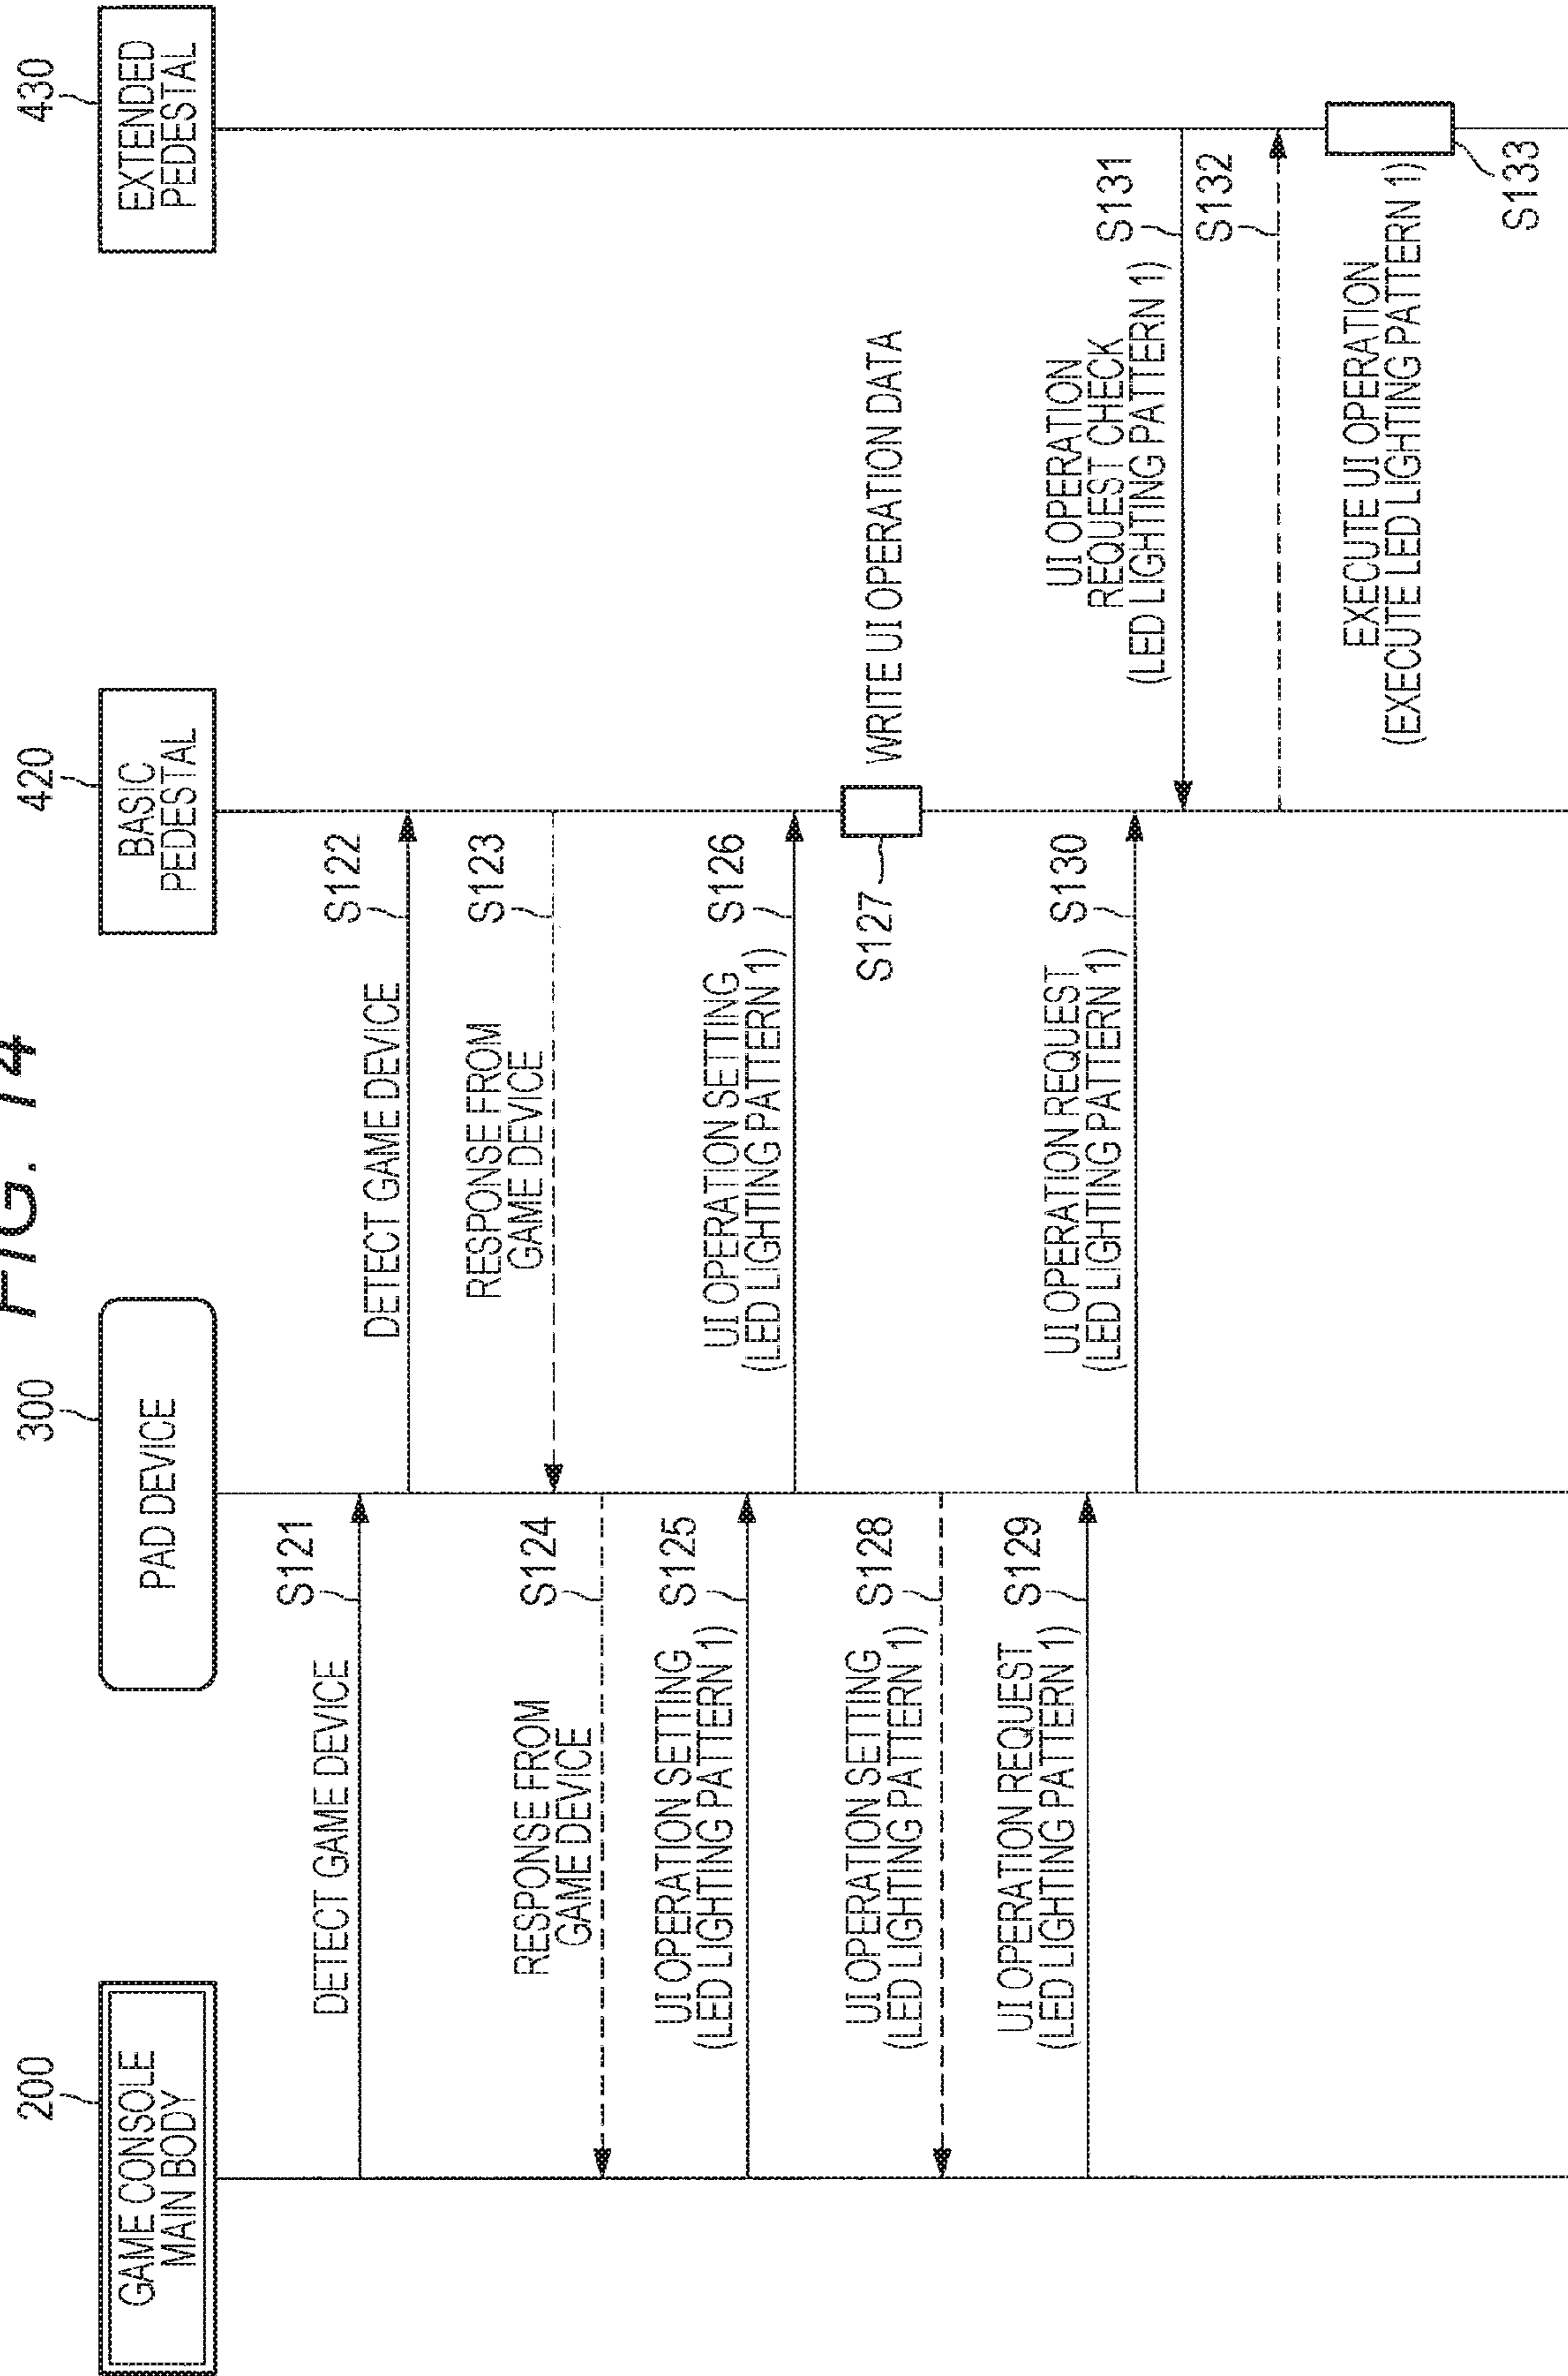 FIG. 14
200
GAME CONSOLE
MAIN BODY
300
PAD DEVICE
420
BASIC
PEDESTAL
430
EXTENDED
PEDESTAL
S121
DETECT GAME DEVICE
S122
DETECT GAME DEVICE
S123
RESPONSE FROM
GAME DEVICE
S124
RESPONSE FROM
GAME DEVICE
S125
UI OPERATION SETTING
(LED LIGHTING PATTERN 1)
S126
UI OPERATION SETTING
(LED LIGHTING PATTERN 1)
S127
WRITE UI OPERATION DATA
S128
UI OPERATION SETTING
(LED LIGHTING PATTERN 1)
S129
UI OPERATION REQUEST
(LED LIGHTING PATTERN 1)
S130
UI OPERATION REQUEST
(LED LIGHTING PATTERN 1)
UI OPERATION
REQUEST CHECK
(LED LIGHTING PATTERN 1)
S131
S132
EXECUTE UI OPERATION
(EXECUTE LED LIGHTING PATTERN 1)
S133